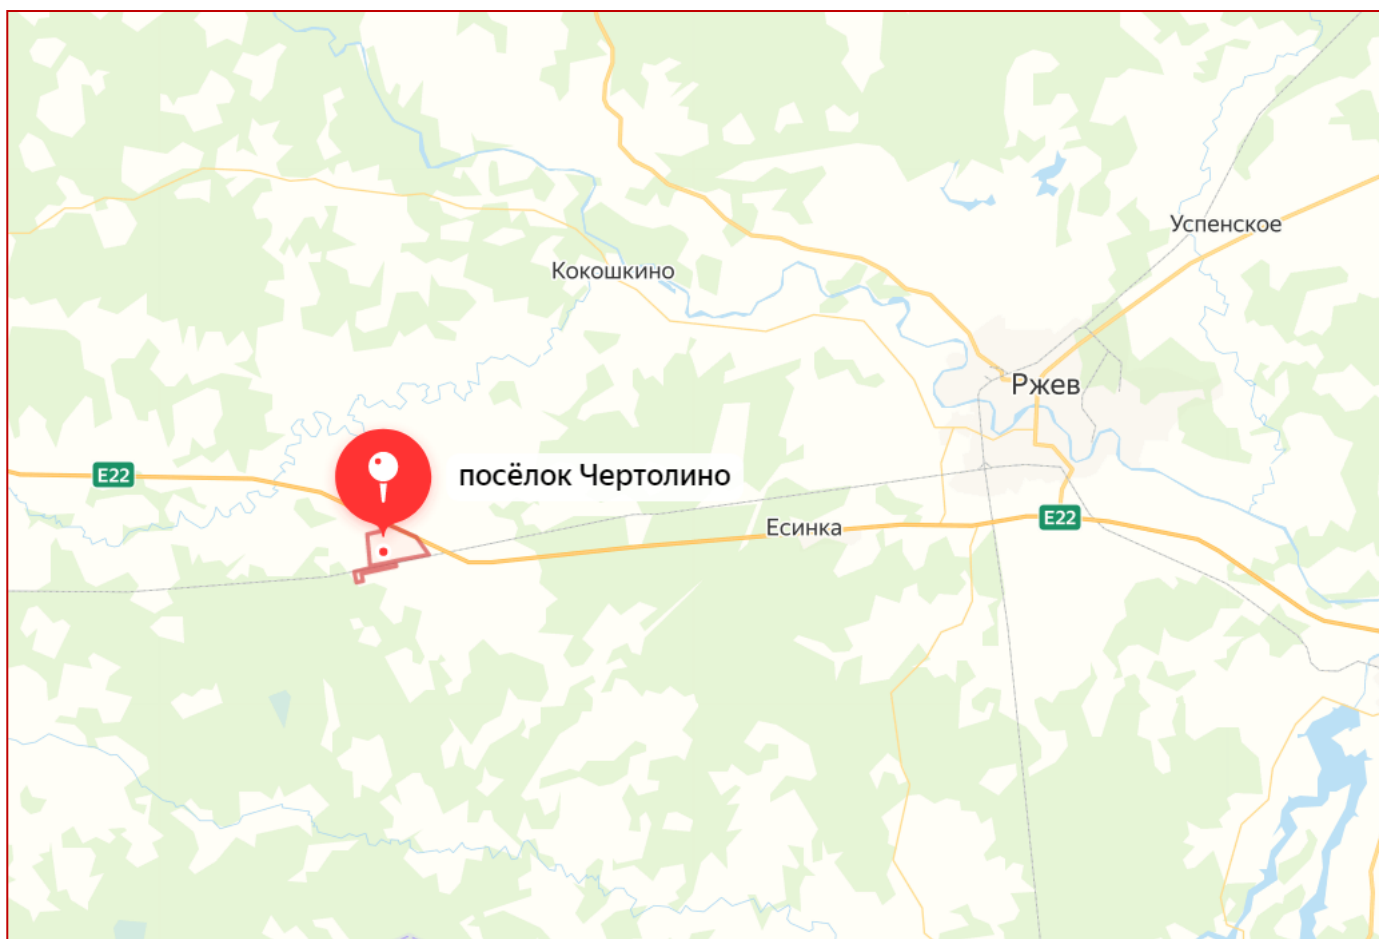 Успенское
Кокошкино
Ржев
E22
посёлок Чертолино
Есинка
E22